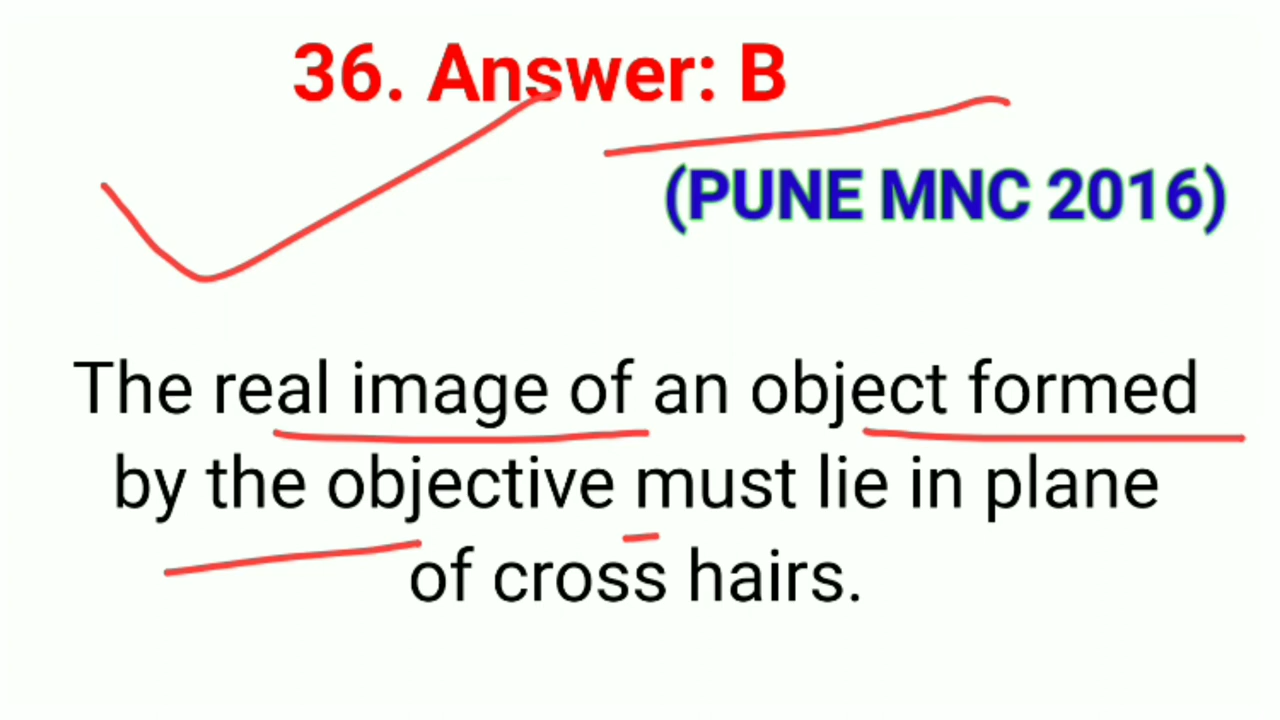 36. Answer: B
(PUNE MNC 2016)
The real image of an object formed
by the objective must lie in plane
of cross hairs.